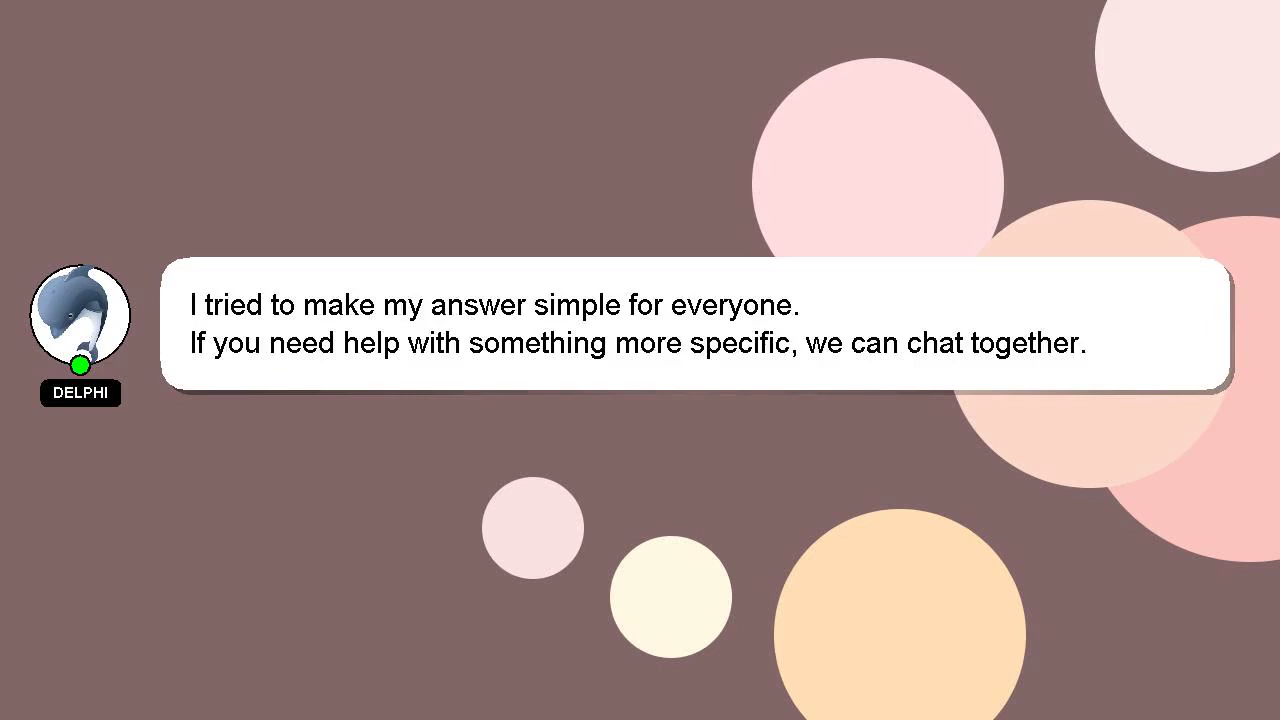 I tried to make my answer simple for everyone.
If you need help with something more specific, we can chat together.
DELPHI